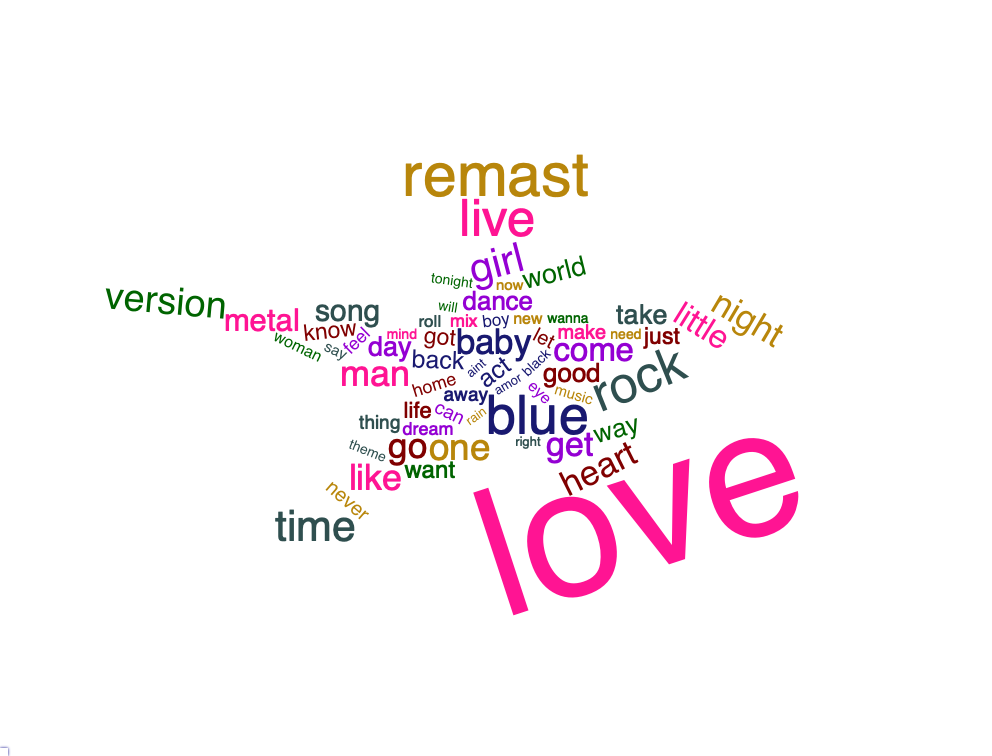 remast
live
girl
world
tonight
now
version
metal
song
will
dance
take
little
night
know
roll
mix
boy
new
wanna
woman
say
feel
mind
day
got
baby
let
make
need
just
back
come
man
aint
act
black
good
rock
home
away
amor
eye
music
life
can
rain
blue
thing
dream
theme
go
one
right
get
way
like
want
heart
never
time
love